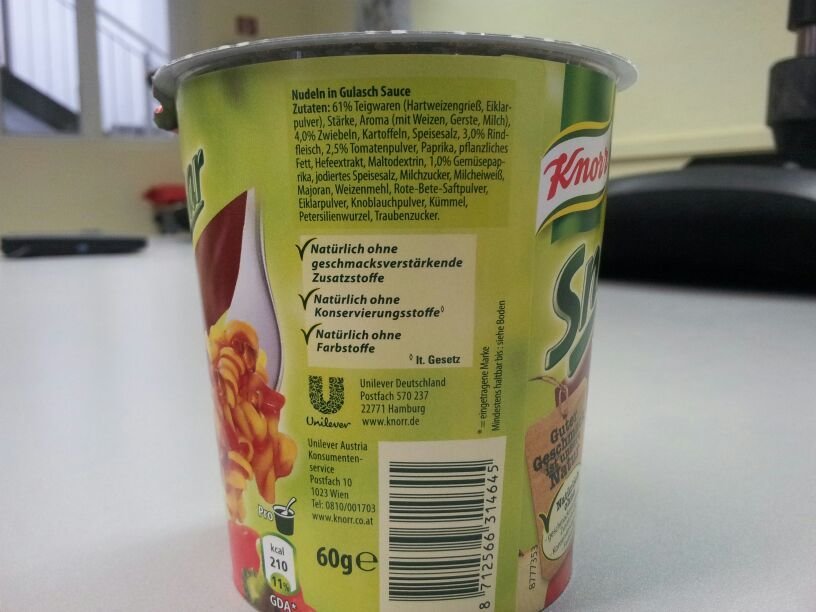 Nudeln in Gulasch Sauce
Zutaten: 61% Teigwaren (Hartweizengrieß, Eiklar-
pulver), Stärke, Aroma (mit Weizen, Gerste, Milch),
4,0% Zwiebeln, Kartoffeln, Speisesalz, 3,0% Rind-
fleisch, 2,5% Tomatenpulver, Paprika, pflanzliches
Fett, Hefeextrakt, Maltodextrin, 1,0% Gemüsepap-
rika, jodiertes Speisesalz, Milchzucker, Milcheiweiß,
Majoran, Weizenmehl, Rote-Bete-Saftpulver,
Eiklarpulver, Knoblauchpulver, Kümmel,
Petersilienwurzel, Traubenzucker.
Natürlich ohne
geschmacksverstärkende
Zusatzstoffe
Natürlich ohne
Konservierungsstoffe◊
Natürlich ohne
Farbstoffe
◊ lt. Gesetz
Unilever
Unilever Deutschland
Postfach 570 237
22771 Hamburg
www.knorr.de
* = eingetragene Marke
Mindestens haltbar bis: siehe Boden
Unilever Austria
Konsumenten-
service
Postfach 10
1023 Wien
Tel: 0810/001703
www.knorr.co.at
Pro
kcal
210
11%
GDA*
60g e
8 712566 314645
Knorr
Guter
8777353